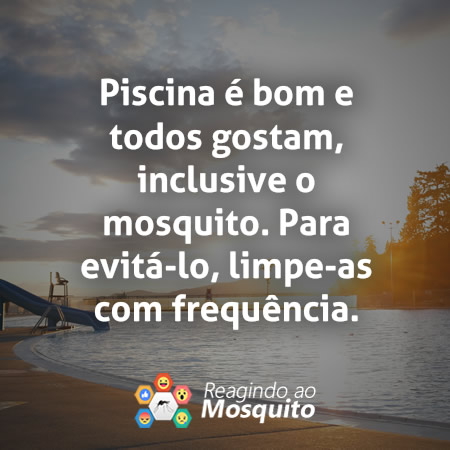 Piscina é bom e
todos gostam,
inclusive o
mosquito. Para
evitá-lo, limpe-as
com frequência.
Reagindo ao
Mosquito